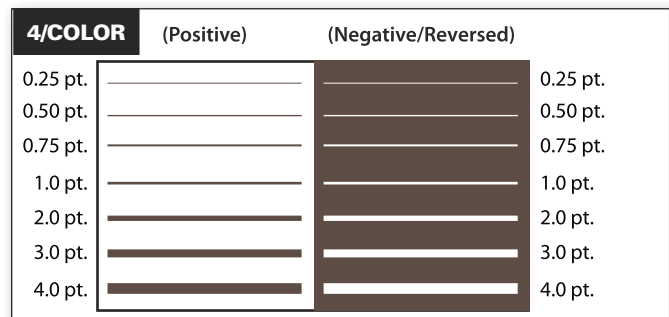 4/COLOR (Positive) (Negative/Reversed)
0.25 pt. 0.25 pt.
0.50 pt. 0.50 pt.
0.75 pt. 0.75 pt.
1.0 pt. 1.0 pt.
2.0 pt. 2.0 pt.
3.0 pt. 3.0 pt.
4.0 pt. 4.0 pt.